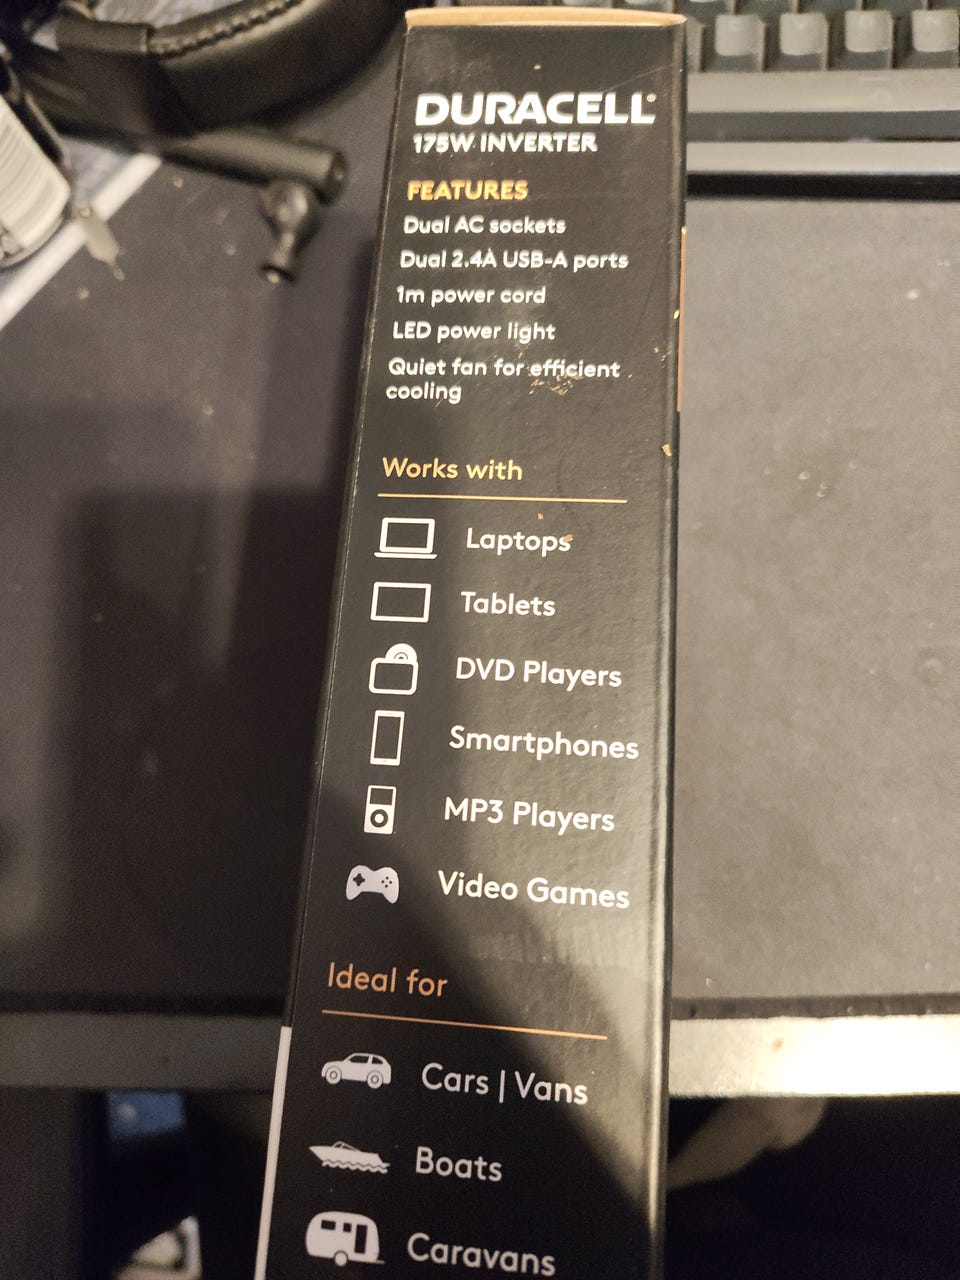 DURACELL®
175W INVERTER
FEATURES
Dual AC sockets
Dual 2.4A USB-A ports
1m power cord
LED power light
Quiet fan for efficient
cooling
Works with
Laptops
Tablets
DVD Players
Smartphones
MP3 Players
Video Games
Ideal for
Cars | Vans
Boats
Caravans